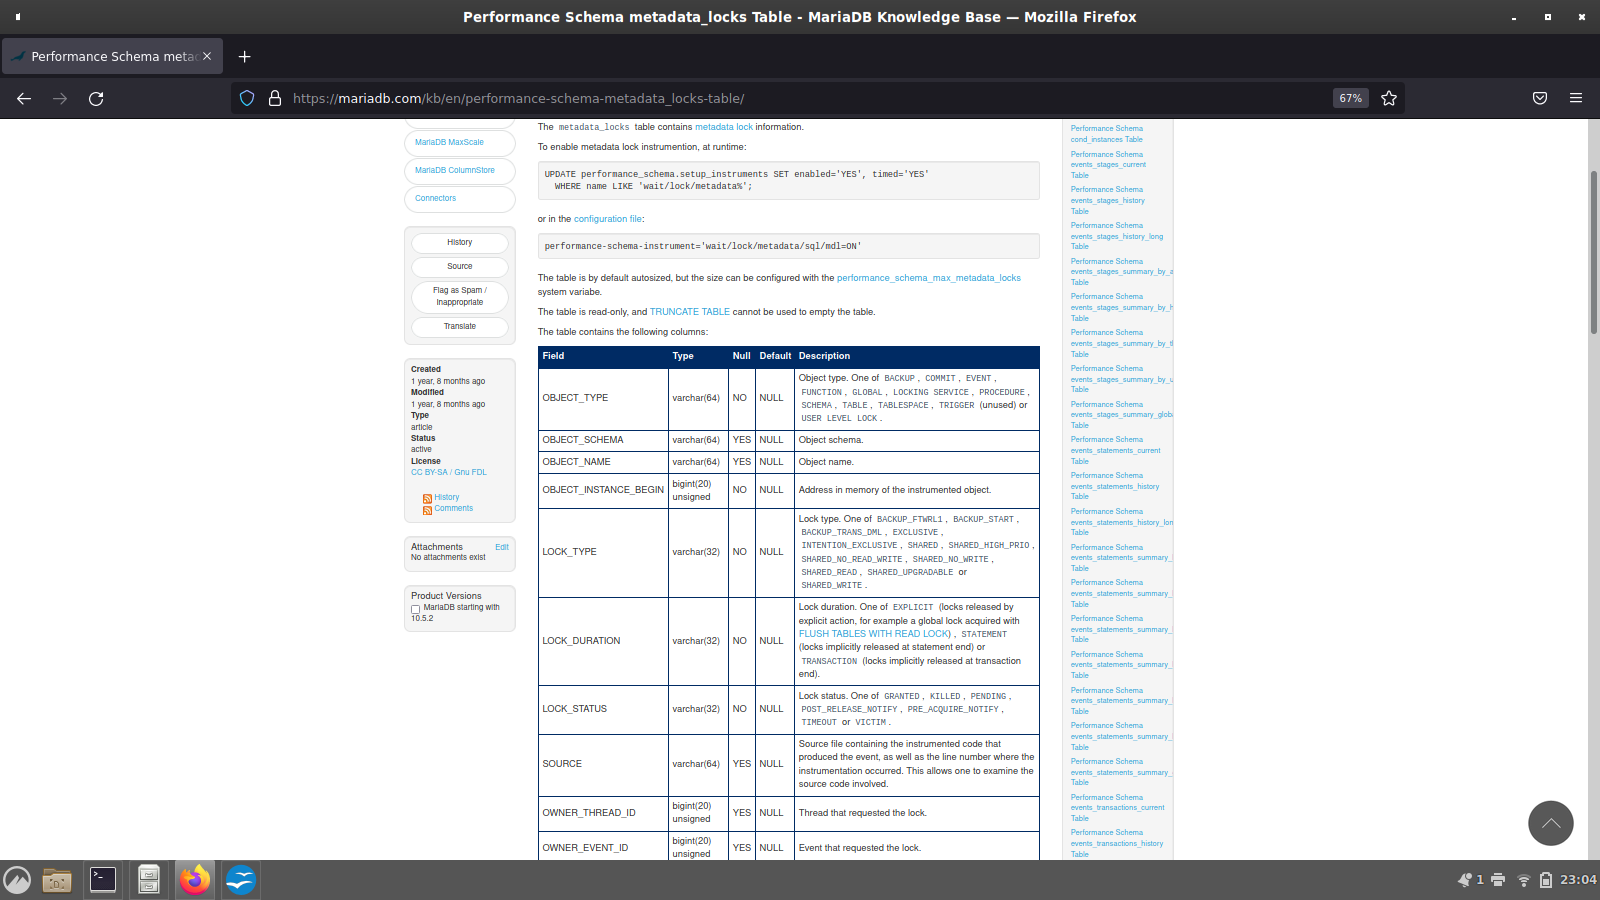 Performance Schema metadata_locks Table - MariaDB Knowledge Base — Mozilla Firefox
Performance Schema metad
https://mariadb.com/kb/en/performance-schema-metadata_locks-table/
67%
MariaDB MaxScale
MariaDB ColumnStore
Connectors
History
Source
Flag as Spam /
Inappropriate
Translate
Created
1 year, 8 months ago
Modified
1 year, 8 months ago
Type
article
Status
active
License
CC BY-SA / Gnu FDL
History
Comments
Attachments Edit
No attachments exist
Product Versions
MariaDB starting with
10.5.2
The metadata_locks table contains metadata lock information.
To enable metadata lock instrumention, at runtime:
UPDATE performance_schema.setup_instruments SET enabled='YES', timed='YES'
WHERE name LIKE 'wait/lock/metadata%';
or in the configuration file:
performance-schema-instrument='wait/lock/metadata/sql/mdl=ON'
The table is by default autosized, but the size can be configured with the performance_schema_max_metadata_locks
system variabe.
The table is read-only, and TRUNCATE TABLE cannot be used to empty the table.
The table contains the following columns:
Field Type Null Default Description
OBJECT_TYPE varchar(64) NO NULL Object type. One of BACKUP, COMMIT, EVENT,
FUNCTION, GLOBAL, LOCKING SERVICE, PROCEDURE,
SCHEMA, TABLE, TABLESPACE, TRIGGER (unused) or
USER LEVEL LOCK.
OBJECT_SCHEMA varchar(64) YES NULL Object schema.
OBJECT_NAME varchar(64) YES NULL Object name.
OBJECT_INSTANCE_BEGIN bigint(20)
unsigned NO NULL Address in memory of the instrumented object.
LOCK_TYPE varchar(32) NO NULL Lock type. One of BACKUP_FTWRL1, BACKUP_START,
BACKUP_TRANS_DML, EXCLUSIVE,
INTENTION_EXCLUSIVE, SHARED, SHARED_HIGH_PRIO,
SHARED_NO_READ_WRITE, SHARED_NO_WRITE,
SHARED_READ, SHARED_UPGRADABLE or
SHARED_WRITE.
LOCK_DURATION varchar(32) NO NULL Lock duration. One of EXPLICIT (locks released by
explicit action, for example a global lock acquired with
FLUSH TABLES WITH READ LOCK), STATEMENT
(locks implicitly released at statement end) or
TRANSACTION (locks implicitly released at transaction
end).
LOCK_STATUS varchar(32) NO NULL Lock status. One of GRANTED, KILLED, PENDING,
POST_RELEASE_NOTIFY, PRE_ACQUIRE_NOTIFY,
TIMEOUT or VICTIM.
SOURCE varchar(64) YES NULL Source file containing the instrumented code that
produced the event, as well as the line number where the
instrumentation occurred. This allows one to examine the
source code involved.
OWNER_THREAD_ID bigint(20)
unsigned YES NULL Thread that requested the lock.
OWNER_EVENT_ID bigint(20)
unsigned YES NULL Event that requested the lock.
Performance Schema
cond_instances Table
Performance Schema
events_stages_current
Table
Performance Schema
events_stages_history
Table
Performance Schema
events_stages_history_long
Table
Performance Schema
events_stages_summary_by_a
Table
Performance Schema
events_stages_summary_by_h
Table
Performance Schema
events_stages_summary_by_t
Table
Performance Schema
events_stages_summary_by_u
Table
Performance Schema
events_stages_summary_globa
Table
Performance Schema
events_statements_current
Table
Performance Schema
events_statements_history
Table
Performance Schema
events_statements_history_lon
Table
Performance Schema
events_statements_summary_
Table
Performance Schema
events_statements_summary_
Table
Performance Schema
events_statements_summary_
Table
Performance Schema
events_statements_summary_
Table
Performance Schema
events_statements_summary_
Table
Performance Schema
events_statements_summary_
Table
Performance Schema
events_statements_summary_
Table
Performance Schema
events_transactions_current
Table
Performance Schema
events_transactions_history
Table
1
23:04